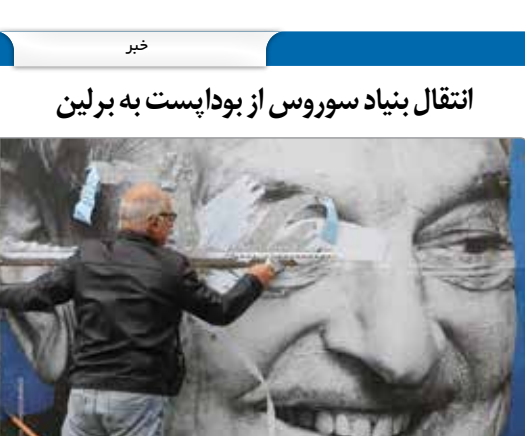 خبر
انتقال بنیاد سوروس از بوداپست به برلین